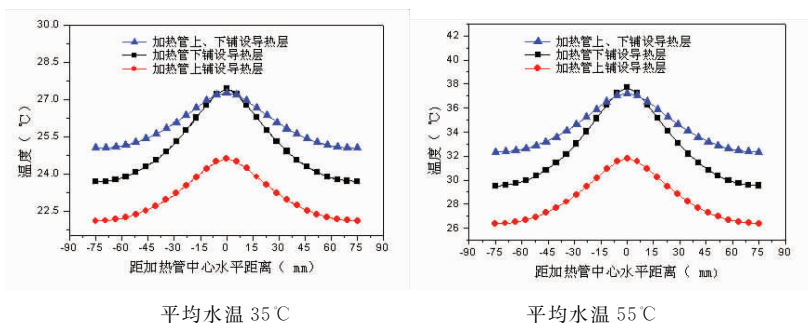 30.0
27.0
25.5
24.0
22.5
温度（℃）
加热管上、下铺设导热层
加热管下铺设导热层
加热管上铺设导热层
-90 -75 -60 -45 -30 -15 0 15 30 45 60 75 90
距加热管中心水平距离（ mm）
平均水温 35℃
42
40
38
36
34
32
30
28
26
温度（℃）
加热管上、下铺设导热层
加热管下铺设导热层
加热管上铺设导热层
-90 -75 -60 -45 -30 -15 0 15 30 45 60 75 90
距加热管中心水平距离（ mm）
平均水温 55℃